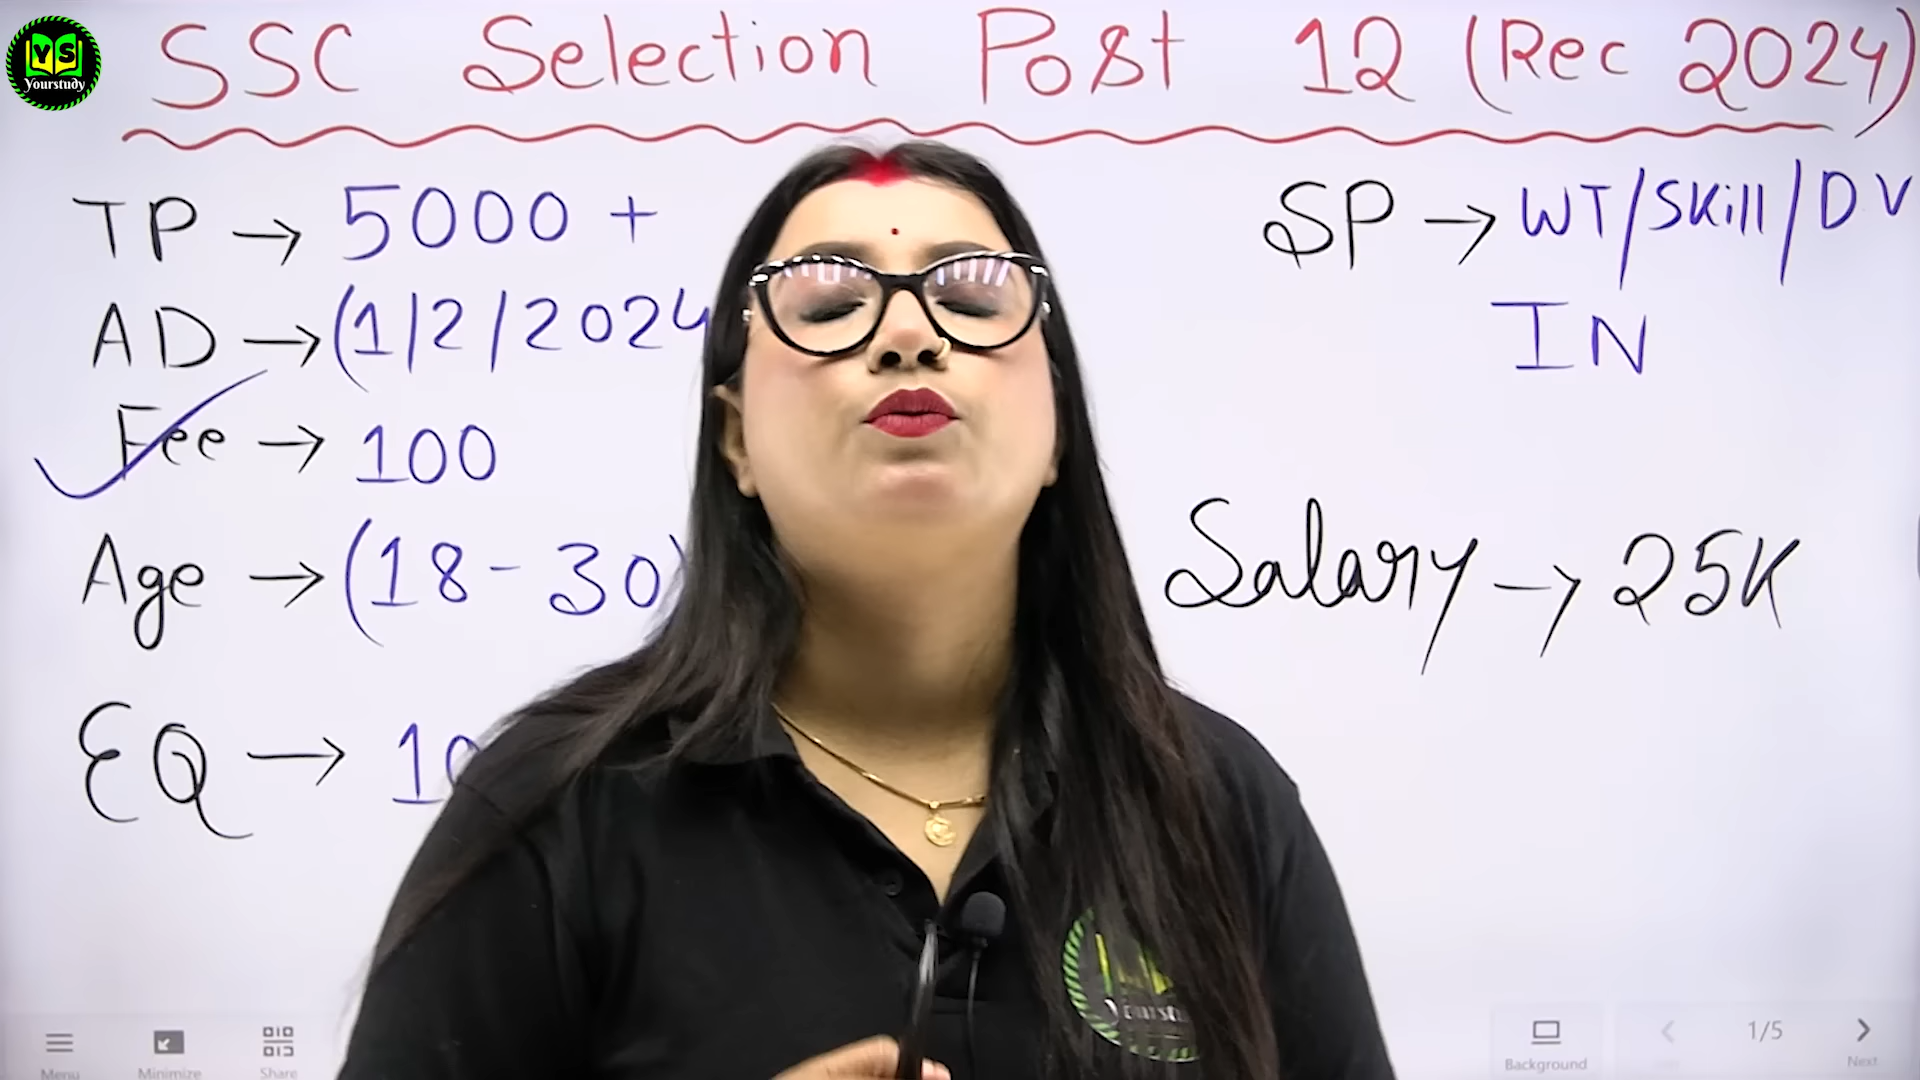 YS
Yourstudy
SSC Selection Post 12 (Rec 2024)
TP → 5000 +
AD → (1/2/2024
Fee → 100
Age → (18 - 30)
EQ → 10
SP → WT/Skill/DV
IN
Salary → 25K
Menu
Minimize
Share
Background
1/5
Next